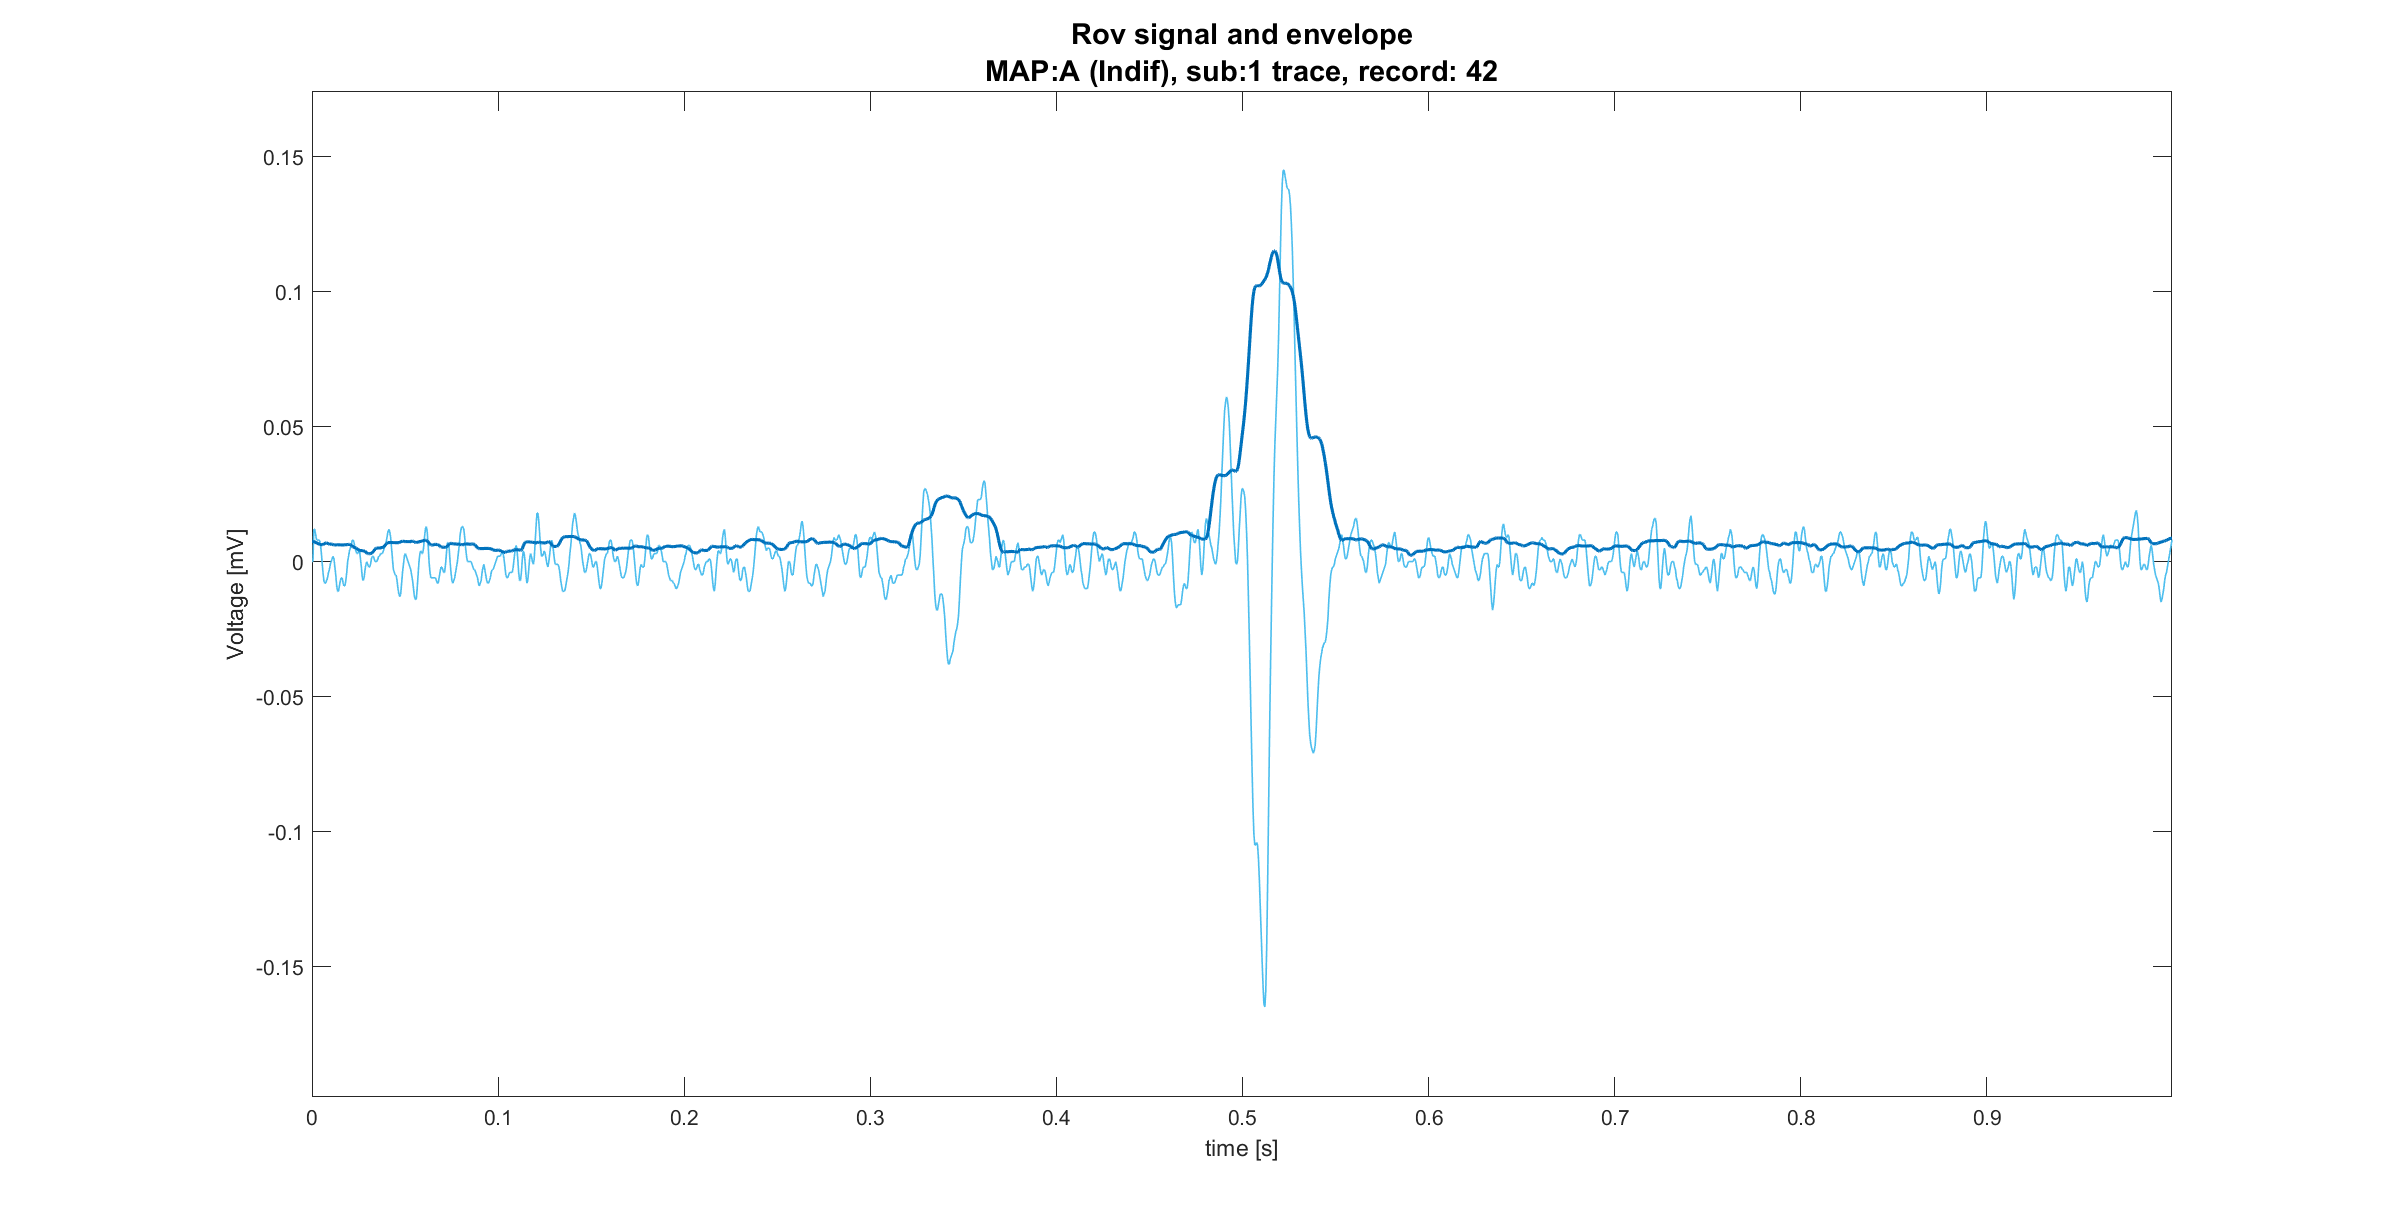 Rov signal and envelope
MAP:A (Indif), sub:1 trace, record: 42
0.15
0.1
0.05
0
-0.05
-0.1
-0.15
Voltage [mV]
0 0.1 0.2 0.3 0.4 0.5 0.6 0.7 0.8 0.9
time [s]